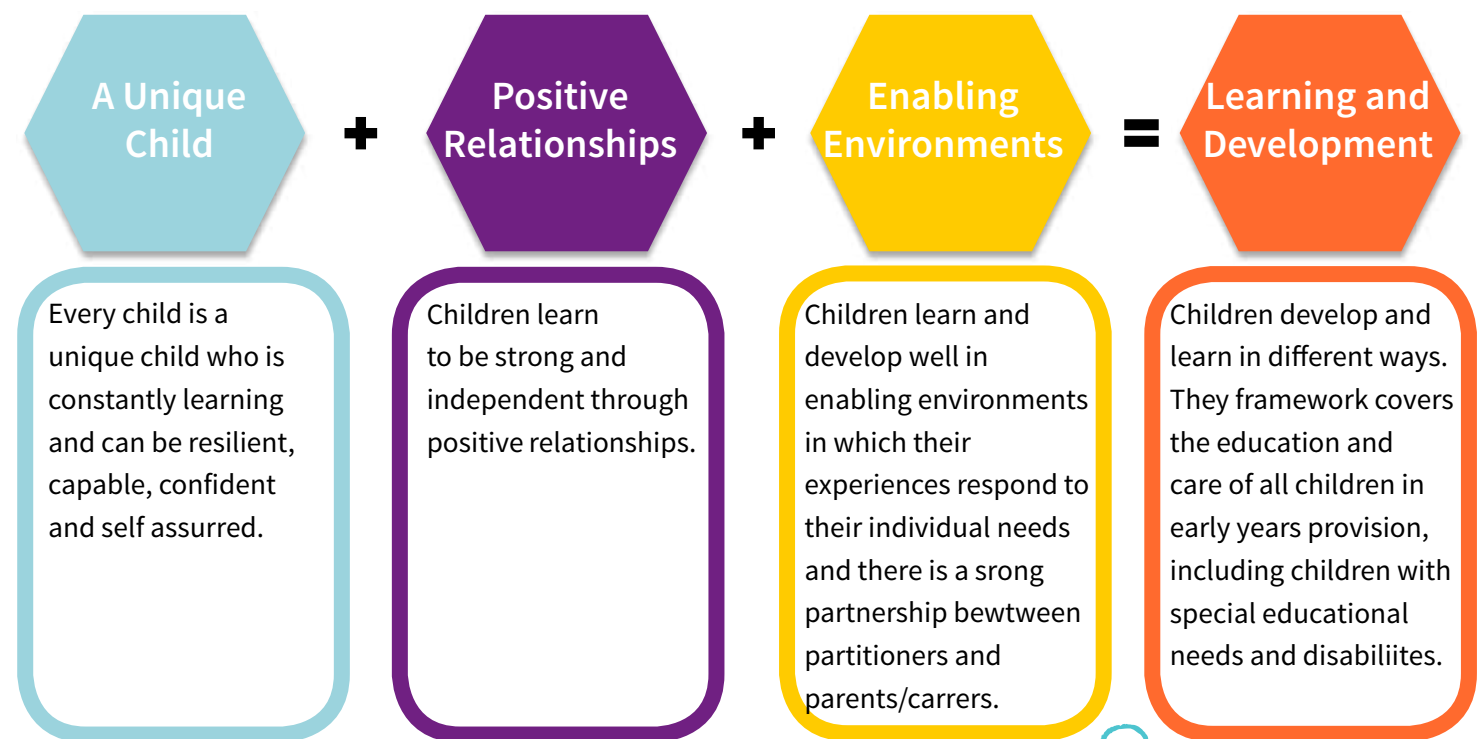 A Unique
Child
+
Positive
Relationships
+
Enabling
Environments
=
Learning and
Development
Every child is a
unique child who is
constantly learning
and can be resilient,
capable, confident
and self assurred.
Children learn
to be strong and
independent through
positive relationships.
Children learn and
develop well in
enabling environments
in which their
experiences respond to
their individual needs
and there is a srong
partnership bewtween
partitioners and
parents/carrers.
Children develop and
learn in different ways.
They framework covers
the education and
care of all children in
early years provision,
including children with
special educational
needs and disabiliites.